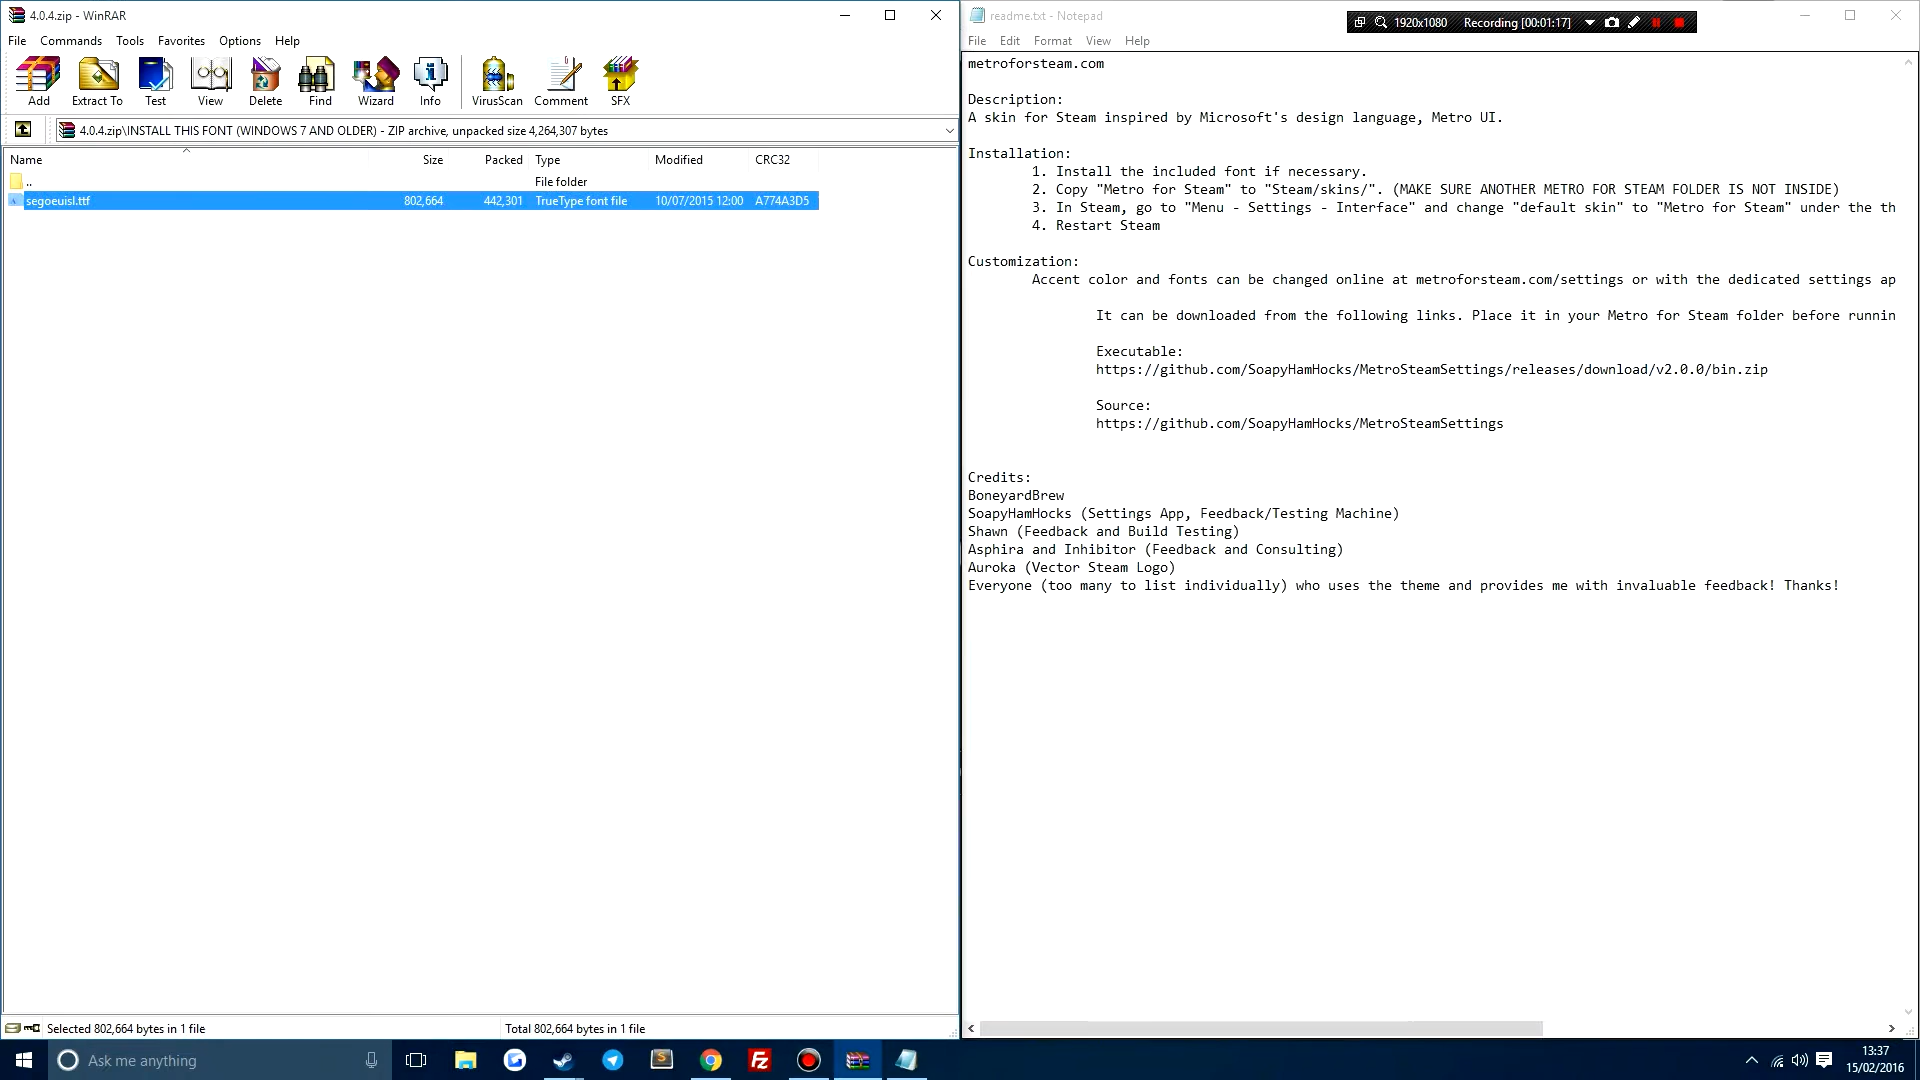 4.0.4.zip - WinRAR
File Commands Tools Favorites Options Help
Add Extract To Test View Delete Find Wizard Info VirusScan Comment SFX
4.0.4.zip\INSTALL THIS FONT (WINDOWS 7 AND OLDER) - ZIP archive, unpacked size 4,264,307 bytes
Name Size Packed Type Modified CRC32
.. File folder
segoeuisl.ttf 802,664 442,301 TrueType font file 10/07/2015 12:00 A774A3D5
Selected 802,664 bytes in 1 file Total 802,664 bytes in 1 file
readme.txt - Notepad
1920x1080 Recording [00:01:17]
File Edit Format View Help
metroforsteam.com
Description:
A skin for Steam inspired by Microsoft's design language, Metro UI.
Installation:
1. Install the included font if necessary.
2. Copy "Metro for Steam" to "Steam/skins/". (MAKE SURE ANOTHER METRO FOR STEAM FOLDER IS NOT INSIDE)
3. In Steam, go to "Menu - Settings - Interface" and change "default skin" to "Metro for Steam" under the th
4. Restart Steam
Customization:
Accent color and fonts can be changed online at metroforsteam.com/settings or with the dedicated settings ap
It can be downloaded from the following links. Place it in your Metro for Steam folder before runnin
Executable:
https://github.com/SoapyHamHocks/MetroSteamSettings/releases/download/v2.0.0/bin.zip
Source:
https://github.com/SoapyHamHocks/MetroSteamSettings
Credits:
BoneyardBrew
SoapyHamHocks (Settings App, Feedback/Testing Machine)
Shawn (Feedback and Build Testing)
Asphira and Inhibitor (Feedback and Consulting)
Auroka (Vector Steam Logo)
Everyone (too many to list individually) who uses the theme and provides me with invaluable feedback! Thanks!
Ask me anything
13:37
15/02/2016